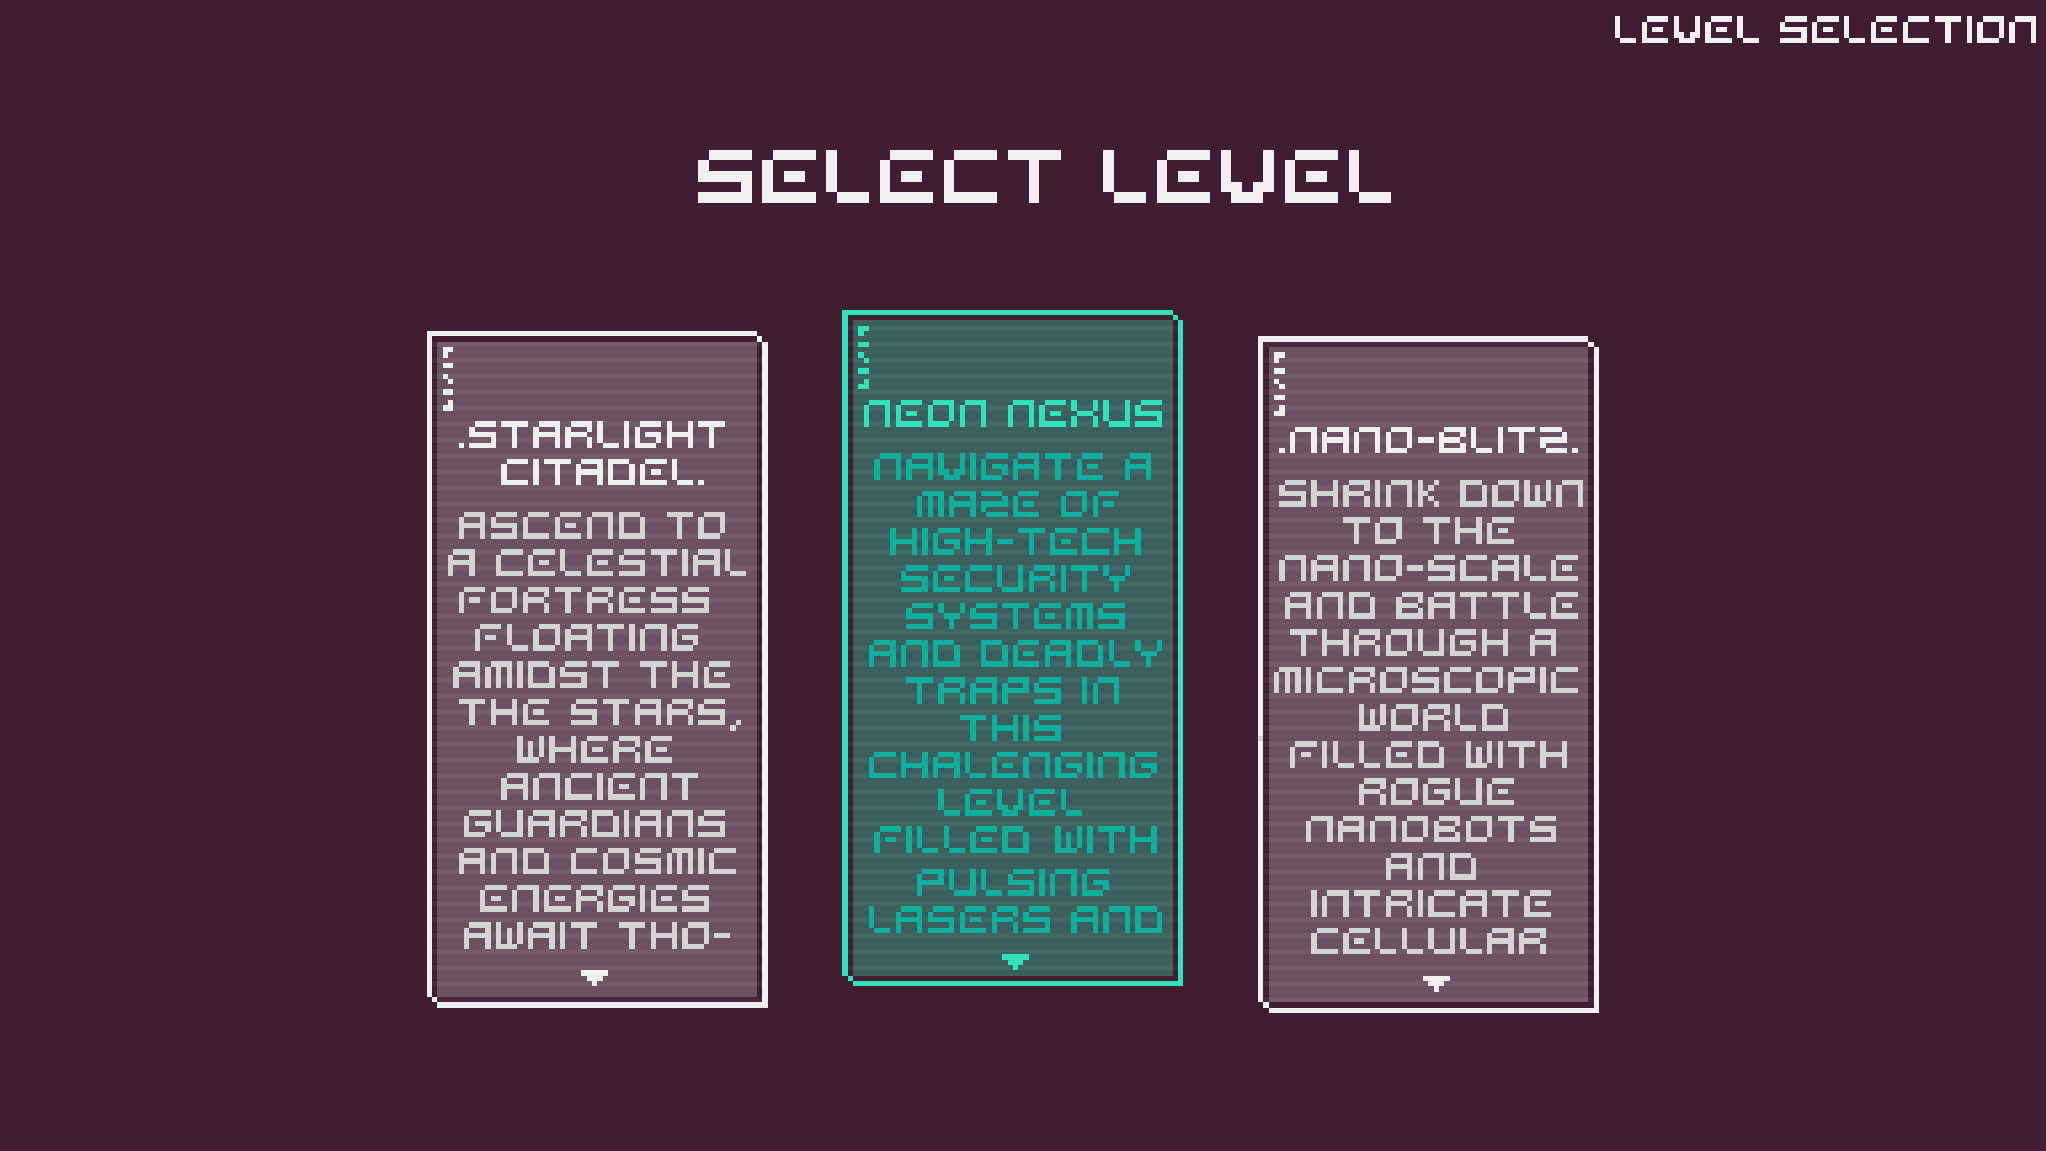 LEVEL SELECTION
SELECT LEVEL
.STARLIGHT
CITADEL.
ASCEND TO
A CELESTIAL
FORTRESS
FLOATING
AMIDST THE
THE STARS,
WHERE
ANCIENT
GUARDIANS
AND COSMIC
ENERGIES
AWAIT THO-
NEON NEXUS
NAVIGATE A
MAZE OF
HIGH-TECH
SECURITY
SYSTEMS
AND DEADLY
TRAPS IN
THIS
CHALENGING
LEVEL
FILLED WITH
PULSING
LASERS AND
.NANO-BLITZ.
SHRINK DOWN
TO THE
NANO-SCALE
AND BATTLE
THROUGH A
MICROSCOPIC
WORLD
FILLED WITH
ROGUE
NANOBOTS
AND
INTRICATE
CELLULAR